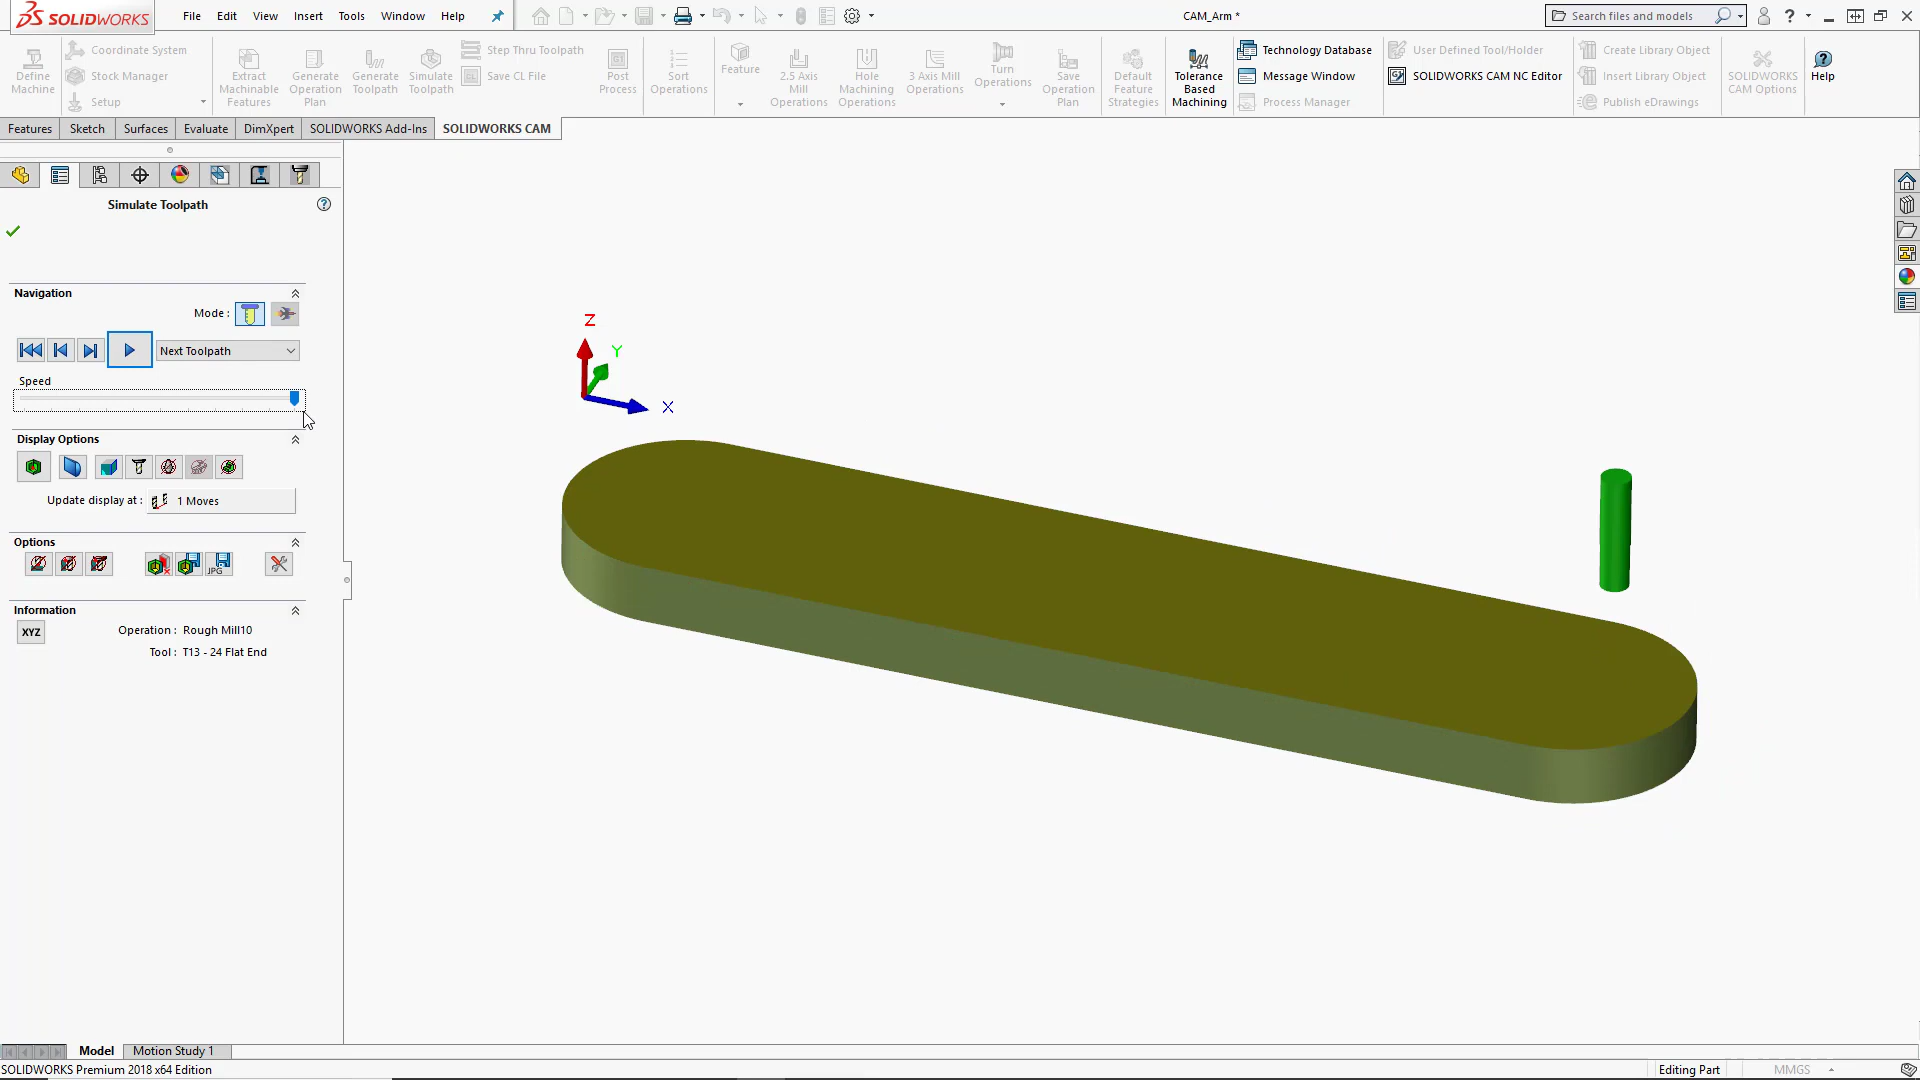 SOLIDWORKS
File Edit View Insert Tools Window Help
CAM_Arm *
Search files and models
Define Machine
Coordinate System
Stock Manager
Setup
Extract Machinable Features
Generate Operation Plan
Generate Toolpath
Simulate Toolpath
Step Thru Toolpath
Save CL File
Post Process
Sort Operations
Feature
2.5 Axis Mill Operations
Hole Machining Operations
3 Axis Mill Operations
Turn Operations
Save Operation Plan
Default Feature Strategies
Tolerance Based Machining
Technology Database
Message Window
Process Manager
User Defined Tool/Holder
SOLIDWORKS CAM NC Editor
Create Library Object
Insert Library Object
Publish eDrawings
SOLIDWORKS CAM Options
Help
Features Sketch Surfaces Evaluate DimXpert SOLIDWORKS Add-Ins SOLIDWORKS CAM
Simulate Toolpath
Navigation
Mode :
Next Toolpath
Speed
Display Options
Update display at : 1 Moves
Options
JPG
Information
XYZ
Operation : Rough Mill10
Tool : T13 - 24 Flat End
Z
Y
X
Model Motion Study 1
SOLIDWORKS Premium 2018 x64 Edition
Editing Part
MMGS